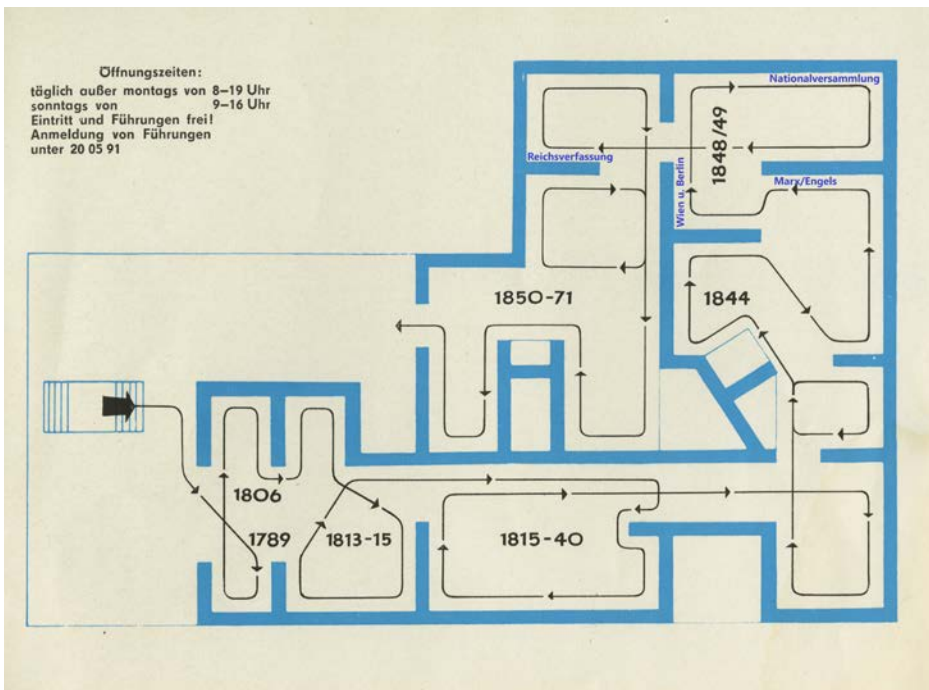 Öffnungszeiten:
täglich außer montags von 8–19 Uhr
sonntags von 9–16 Uhr
Eintritt und Führungen frei!
Anmeldung von Führungen
unter 20 05 91
Nationalversammlung
1848/49
Reichsverfassung
Wien u. Berlin
Marx/Engels
1850-71
1844
1806
1789
1813-15
1815-40